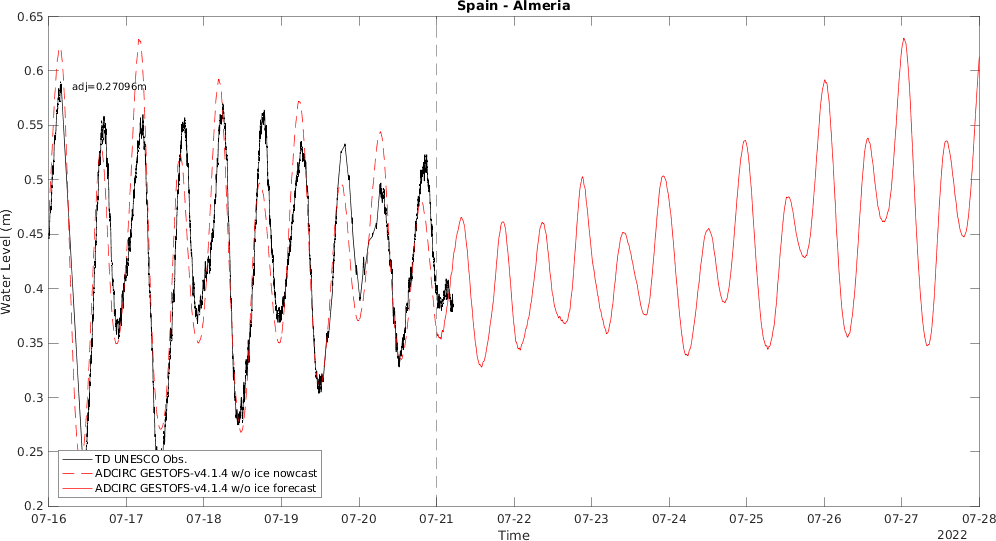 Spain - Almeria
0.65
0.6
0.55
0.5
0.45
0.4
0.35
0.3
0.25
0.2
Water Level (m)
adj=0.27096m
TD UNESCO Obs.
ADCIRC GESTOFS-v4.1.4 w/o ice nowcast
ADCIRC GESTOFS-v4.1.4 w/o ice forecast
07-16 07-17 07-18 07-19 07-20 07-21 07-22 07-23 07-24 07-25 07-26 07-27 07-28
Time
2022